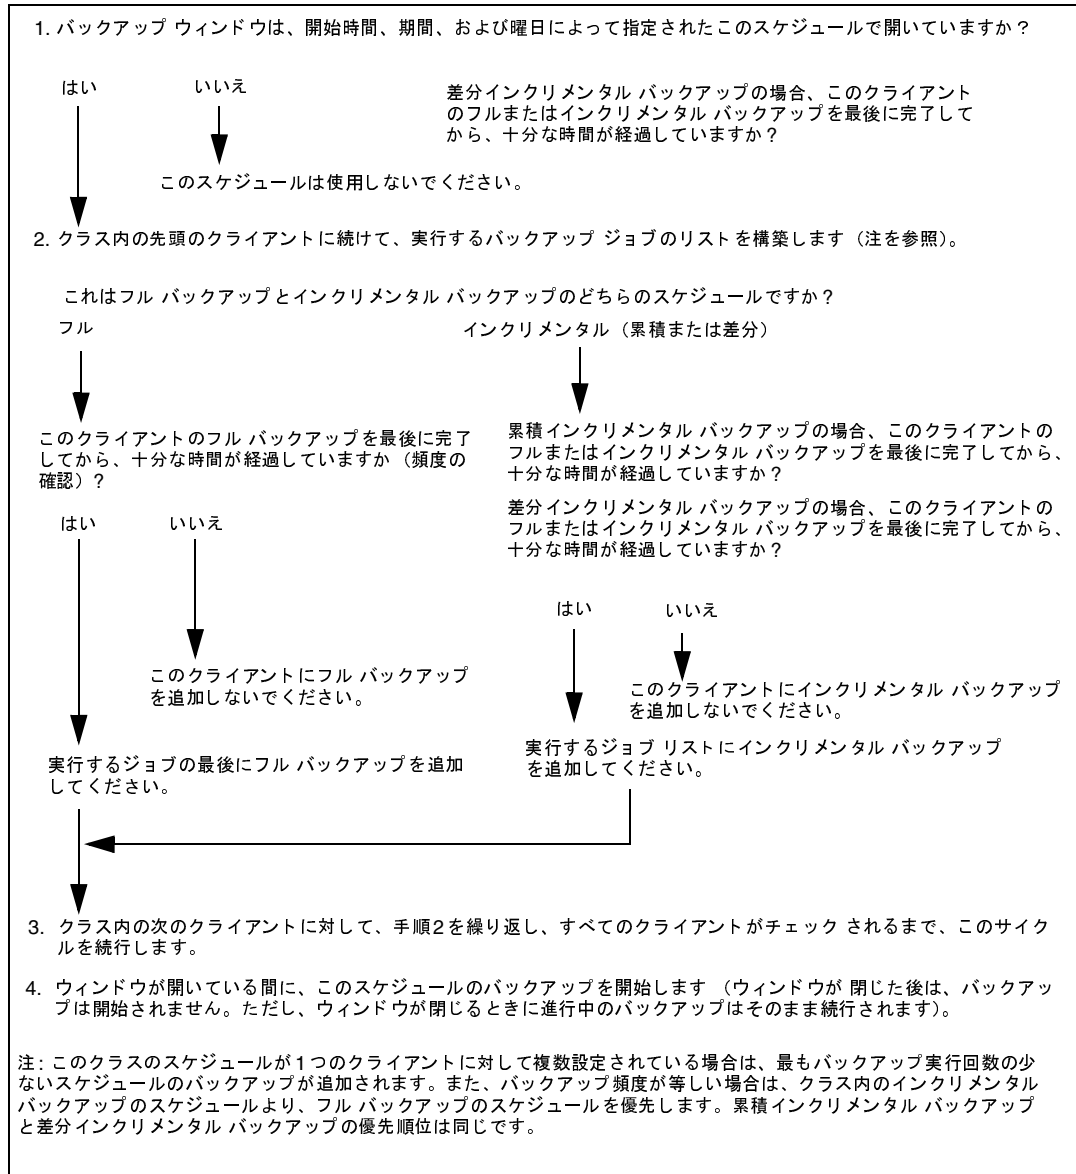 1. バックアップ ウィンドウは、開始時間、期間、および曜日によって指定されたこのスケジュールで開いていますか？
はい
いいえ
差分インクリメンタル バックアップの場合、このクライアント
のフルまたはインクリメンタル バックアップを最後に完了して
から、十分な時間が経過していますか？
このスケジュールは使用しないでください。
2. クラス内の先頭のクライアントに続けて、実行するバックアップ ジョブのリストを構築します（注を参照）。
これはフル バックアップとインクリメンタル バックアップのどちらのスケジュールですか？
フル
インクリメンタル（累積または差分）
このクライアントのフル バックアップを最後に完了
してから、十分な時間が経過していますか（頻度の
確認）？
累積インクリメンタル バックアップの場合、このクライアントの
フルまたはインクリメンタル バックアップを最後に完了してから、
十分な時間が経過していますか？
差分インクリメンタル バックアップの場合、このクライアントの
フルまたはインクリメンタル バックアップを最後に完了してから、
十分な時間が経過していますか？
はい
いいえ
はい
いいえ
このクライアントにフル バックアップ
を追加しないでください。
このクライアントにインクリメンタル バックアップ
を追加しないでください。
実行するジョブの最後にフル バックアップを追加
してください。
実行するジョブ リストにインクリメンタル バックアップ
を追加してください。
3. クラス内の次のクライアントに対して、手順2を繰り返し、すべてのクライアントがチェック されるまで、このサイク
ルを続行します。
4. ウィンドウが開いている間に、このスケジュールのバックアップを開始します （ウィンドウが 閉じた後は、バックアッ
プは開始されません。ただし、ウィンドウが閉じるときに進行中のバックアップはそのまま続行されます）。
注: このクラスのスケジュールが1つのクライアントに対して複数設定されている場合は、最もバックアップ実行回数の少
ないスケジュールのバックアップが追加されます。また、バックアップ頻度が等しい場合は、クラス内のインクリメンタル
バックアップのスケジュールより、フル バックアップのスケジュールを優先します。累積インクリメンタル バックアップ
と差分インクリメンタル バックアップの優先順位は同じです。